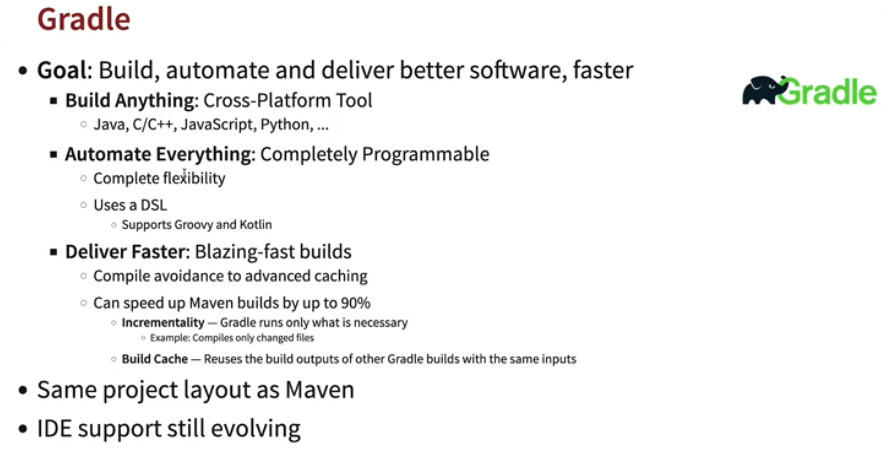 Gradle
• Goal: Build, automate and deliver better software, faster
Gradle
▪ Build Anything: Cross-Platform Tool
○ Java, C/C++, JavaScript, Python, ...
▪ Automate Everything: Completely Programmable
○ Complete flexibility
○ Uses a DSL
○ Supports Groovy and Kotlin
▪ Deliver Faster: Blazing-fast builds
○ Compile avoidance to advanced caching
○ Can speed up Maven builds by up to 90%
○ Incrementality — Gradle runs only what is necessary
○ Example: Compiles only changed files
○ Build Cache — Reuses the build outputs of other Gradle builds with the same inputs
• Same project layout as Maven
• IDE support still evolving